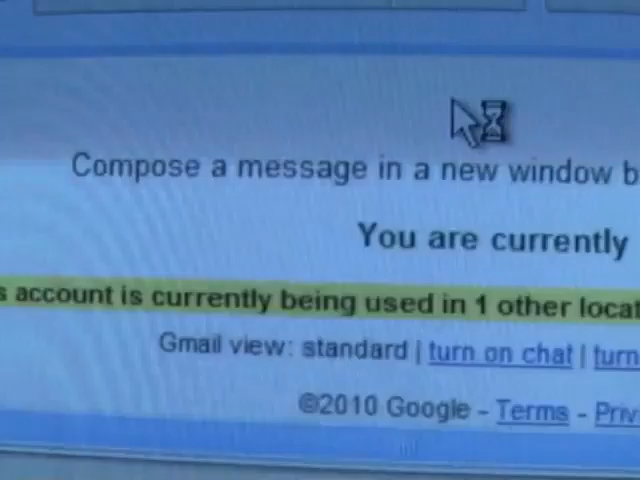 Compose a message in a new window b
You are currently
s account is currently being used in 1 other locat
Gmail view: standard | turn on chat | turn
©2010 Google - Terms - Priv